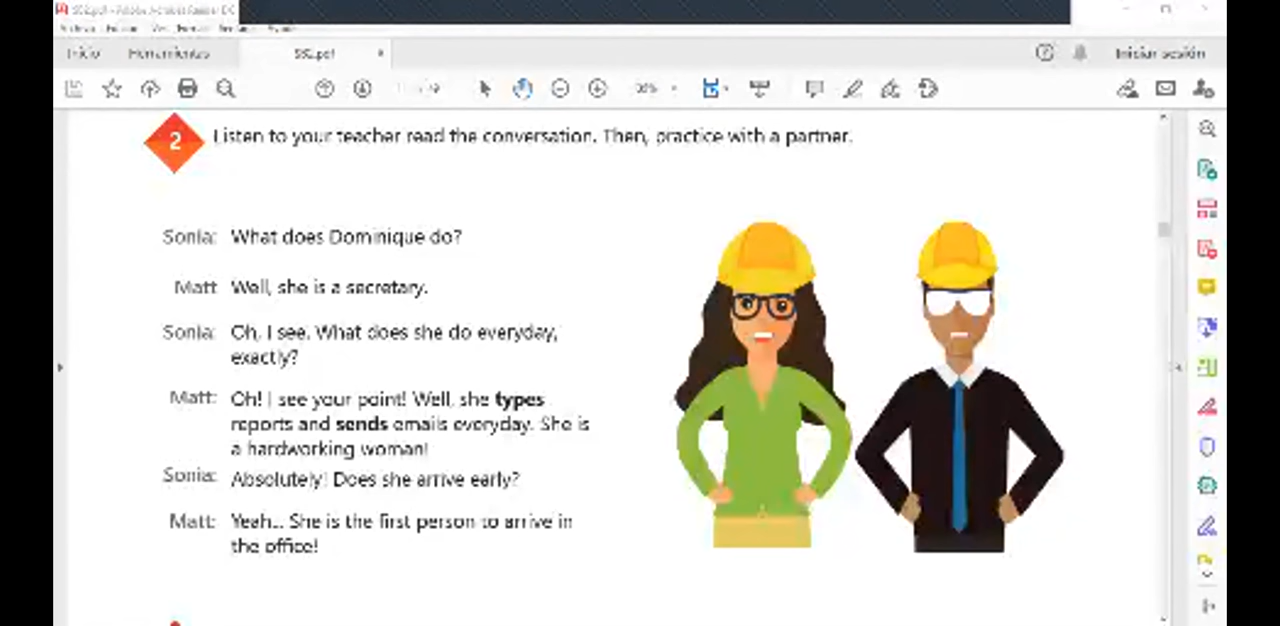 Inicio Herramientas SS2.pdf Iniciar sesión
2 Listen to your teacher read the conversation. Then, practice with a partner.
Sonia: What does Dominique do?
Matt: Well, she is a secretary.
Sonia: Oh, I see. What does she do everyday,
exactly?
Matt: Oh! I see your point! Well, she types
reports and sends emails everyday. She is
a hardworking woman!
Sonia: Absolutely! Does she arrive early?
Matt: Yeah... She is the first person to arrive in
the office!